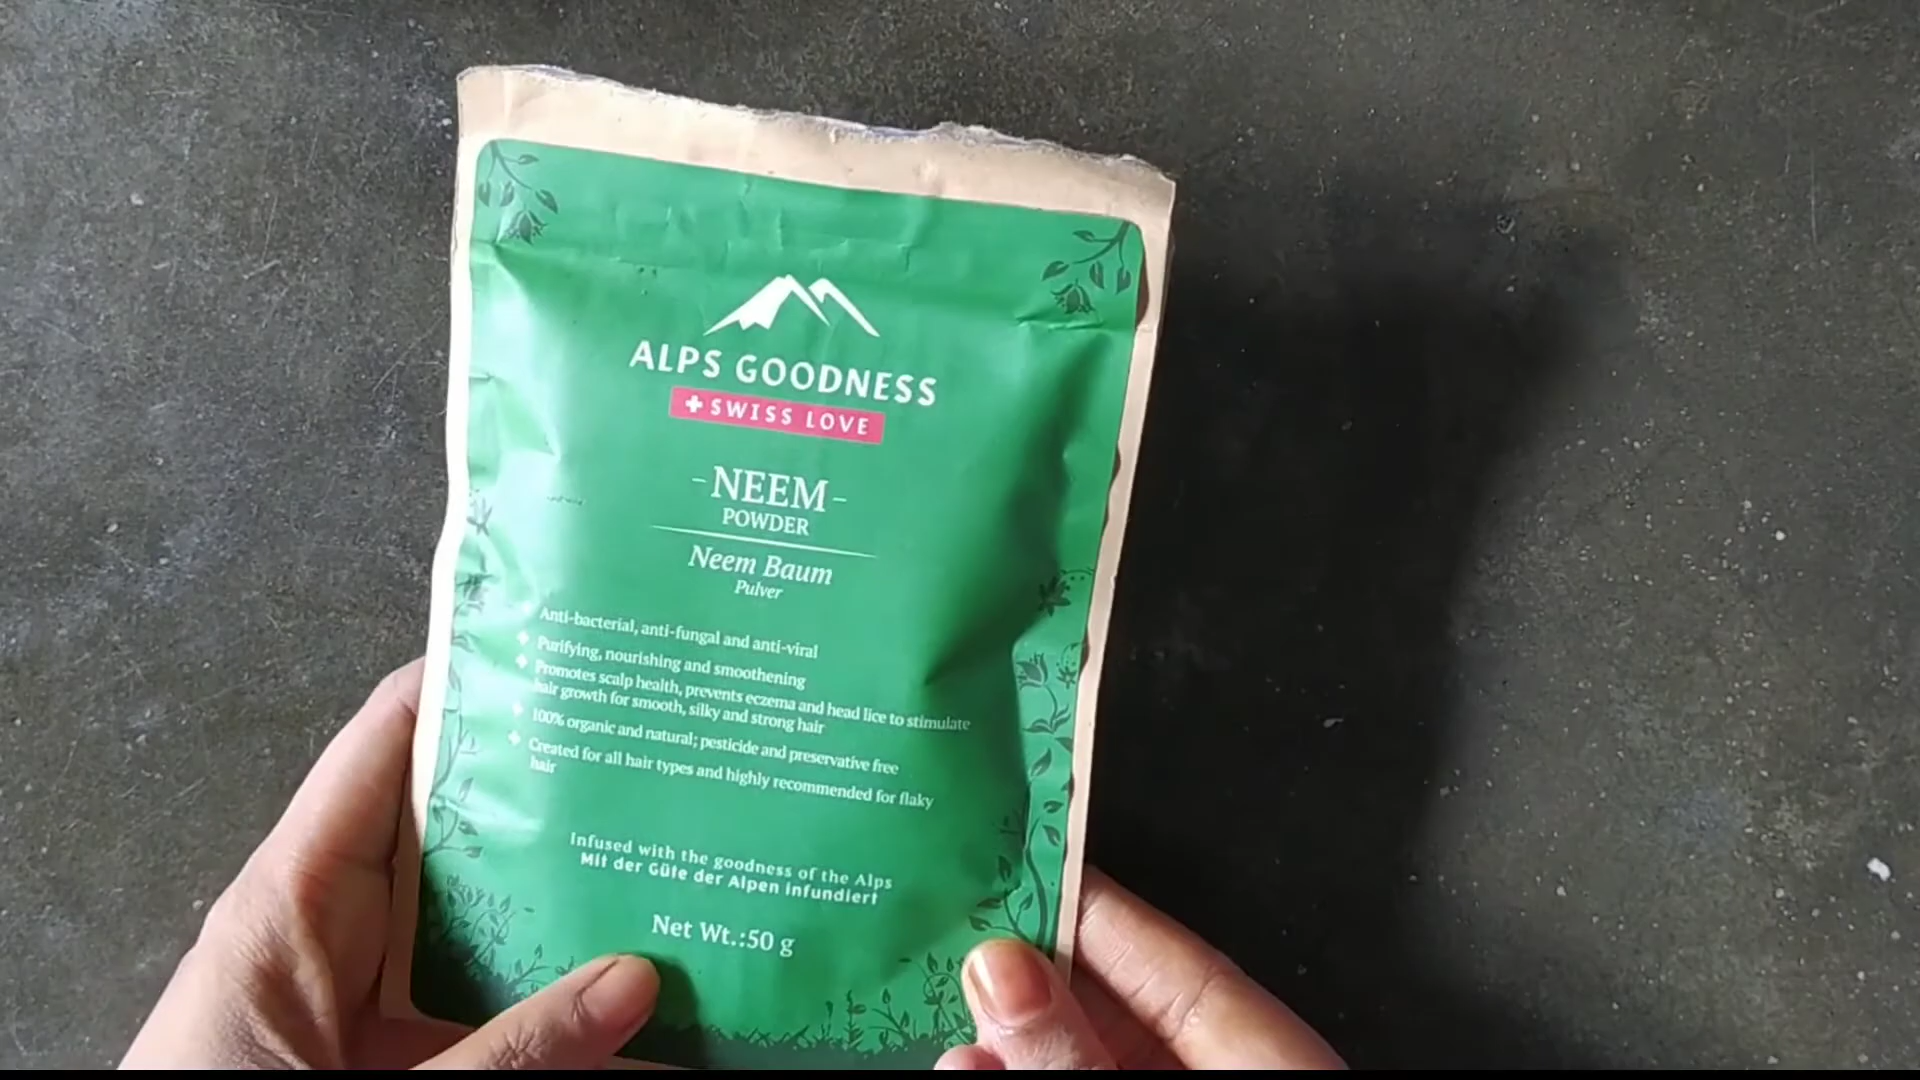 ALPS GOODNESS
+ SWISS LOVE
-NEEM-
POWDER
Neem Baum
Pulver
Anti-bacterial, anti-fungal and anti-viral
Purifying, nourishing and smoothening
Promotes scalp health, prevents eczema and head lice to stimulate
hair growth for smooth, silky and strong hair
100% organic and natural; pesticide and preservative free
Created for all hair types and highly recommended for flaky
hair
Infused with the goodness of the Alps
Mit der Güte der Alpen infundiert
Net Wt.:50 g